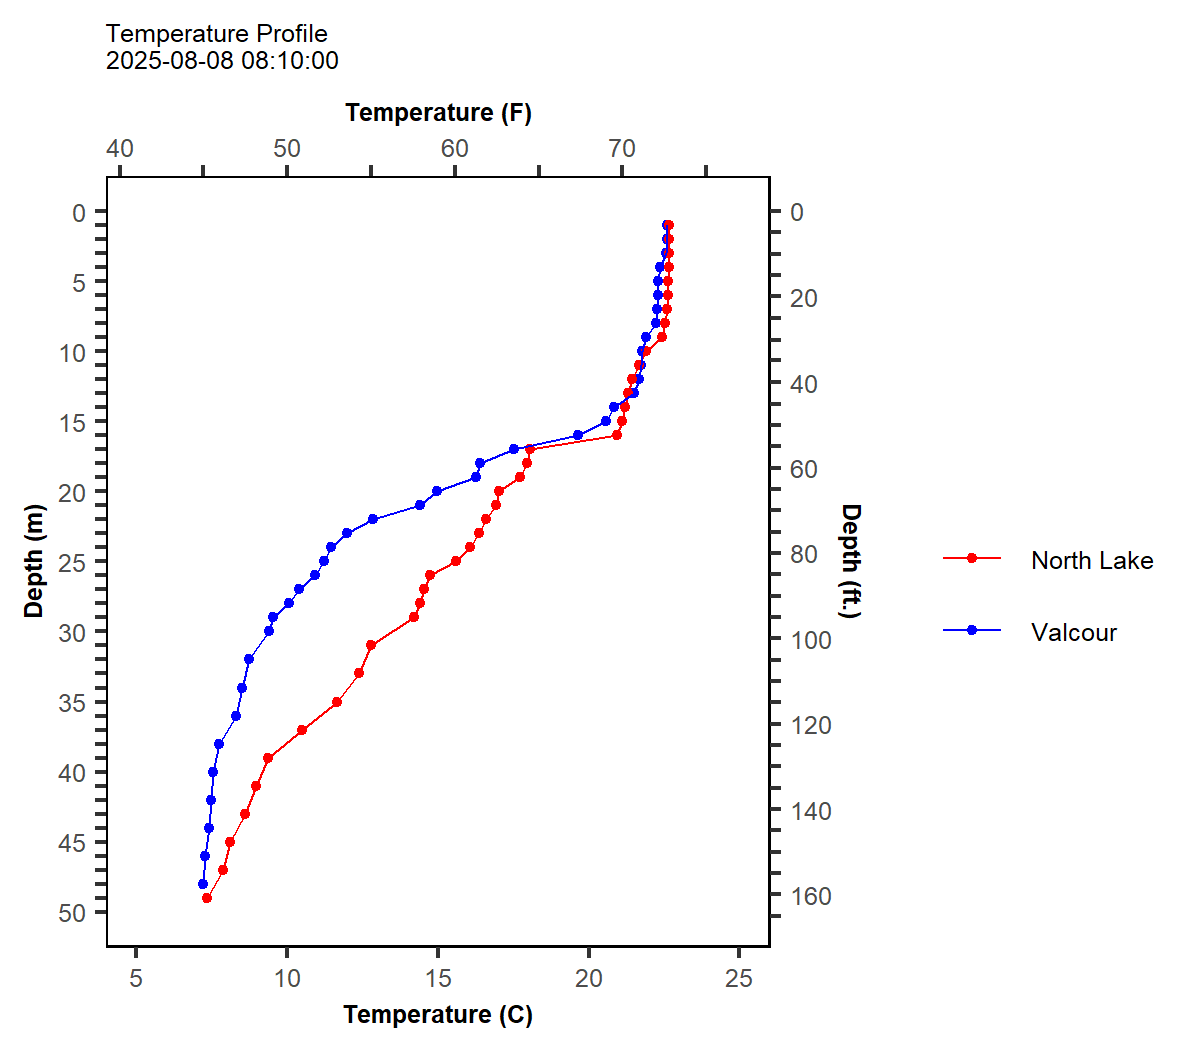 Temperature Profile
2025-08-08 08:10:00
Temperature (F)
40 50 60 70
0
5
10
15
20
25
30
35
40
45
50
Depth (m)
0
20
40
60
80
100
120
140
160
Depth (ft.)
North Lake
Valcour
5 10 15 20 25
Temperature (C)